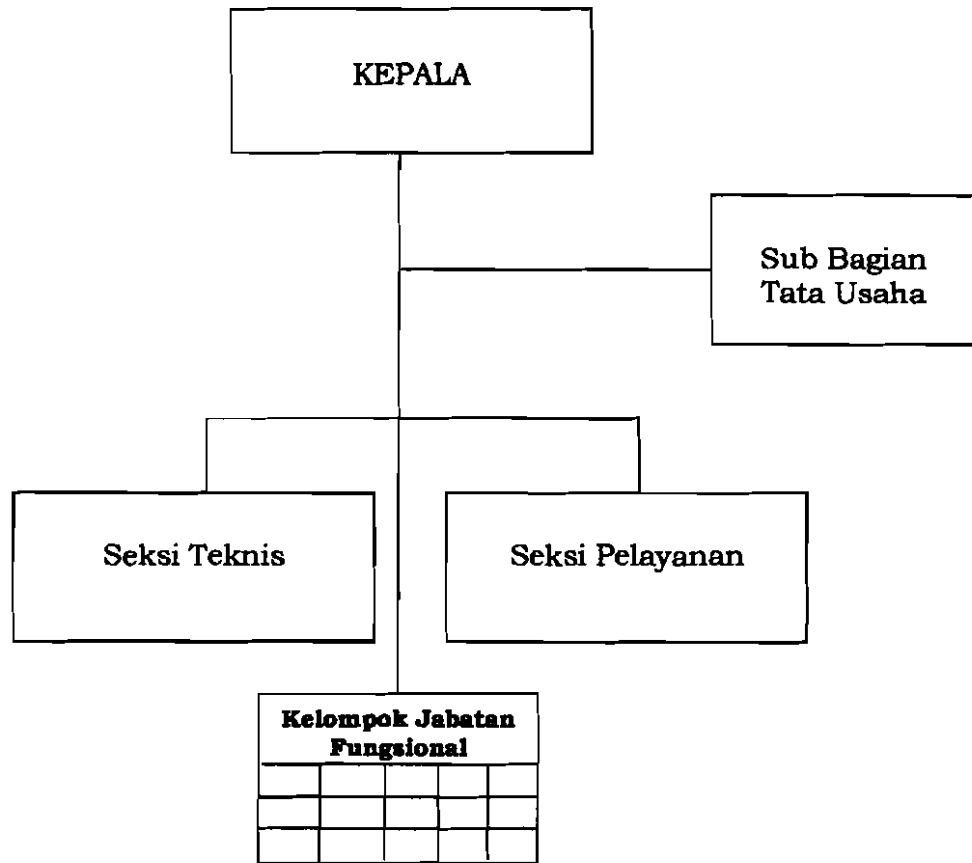 KEPALA
Sub Bagian
Tata Usaha
Seksi Teknis
Seksi Pelayanan
Kelompok Jabatan
Fungsional